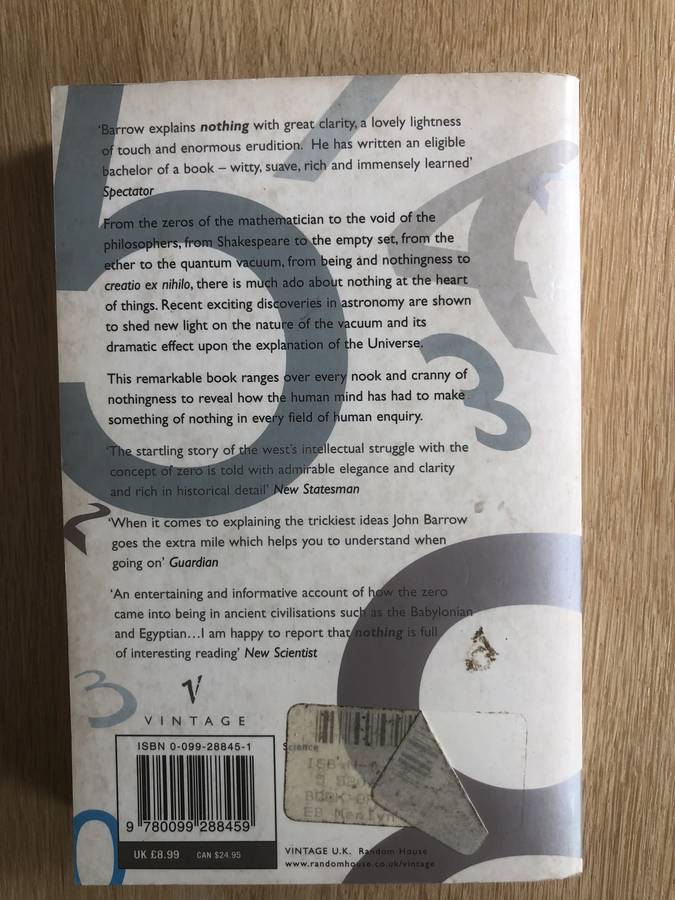 ‘Barrow explains nothing with great clarity, a lovely lightness
of touch and enormous erudition. He has written an eligible
bachelor of a book – witty, suave, rich and immensely learned’
Spectator
From the zeros of the mathematician to the void of the
philosophers, from Shakespeare to the empty set, from the
ether to the quantum vacuum, from being and nothingness to
creatio ex nihilo, there is much ado about nothing at the heart
of things. Recent exciting discoveries in astronomy are shown
to shed new light on the nature of the vacuum and its
dramatic effect upon the explanation of the Universe.
This remarkable book ranges over every nook and cranny of
nothingness to reveal how the human mind has had to make
something of nothing in every field of human enquiry.
‘The startling story of the west's intellectual struggle with the
concept of zero is told with admirable elegance and clarity
and rich in historical detail’ New Statesman
‘When it comes to explaining the trickiest ideas John Barrow
goes the extra mile which helps you to understand when
going on’ Guardian
‘An entertaining and informative account of how the zero
came into being in ancient civilisations such as the Babylonian
and Egyptian…I am happy to report that nothing is full
of interesting reading’ New Scientist
V
VINTAGE
ISBN 0-099-28845-1
9 780099 288459
UK £8.99 CAN $24.95
Science
VINTAGE U.K. Random House
www.randomhouse.co.uk/vintage
5
3
2
3
0
8